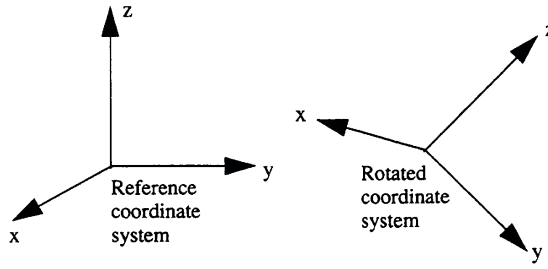 z
y
x
Reference
coordinate
system
z
x
y
Rotated
coordinate
system